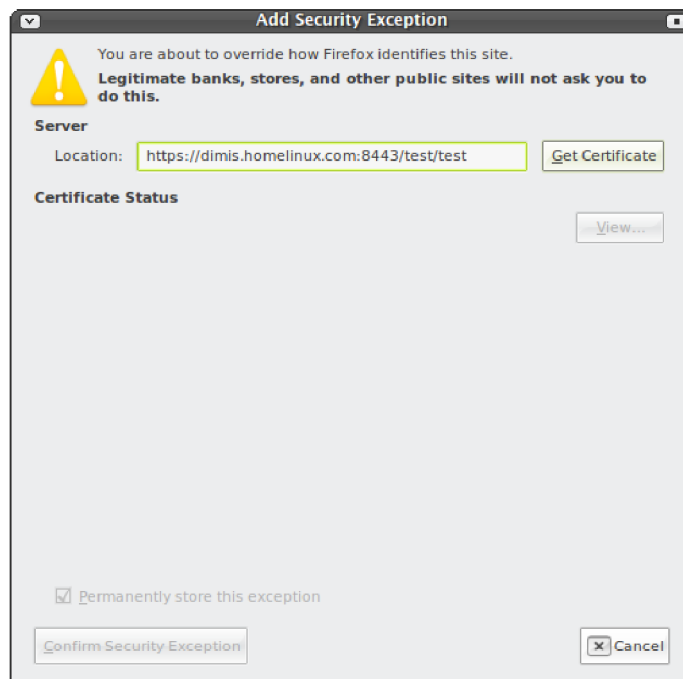 Add Security Exception
You are about to override how Firefox identifies this site.
Legitimate banks, stores, and other public sites will not ask you to
do this.
Server
Location: https://dimis.homelinux.com:8443/test/test Get Certificate
Certificate Status
View...
Permanently store this exception
Confirm Security Exception Cancel